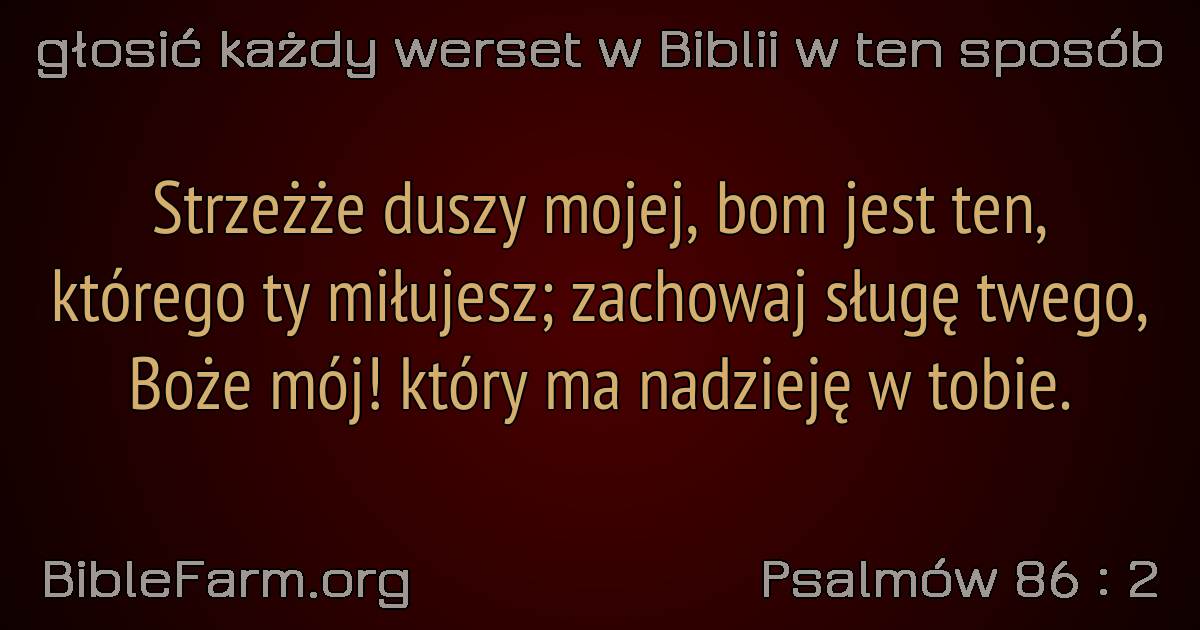 głosić każdy werset w Biblii w ten sposób
Strzeżże duszy mojej, bom jest ten,
którego ty miłujesz; zachowaj sługę twego,
Boże mój! który ma nadzieję w tobie.
BibleFarm.org
Psalmów 86 : 2